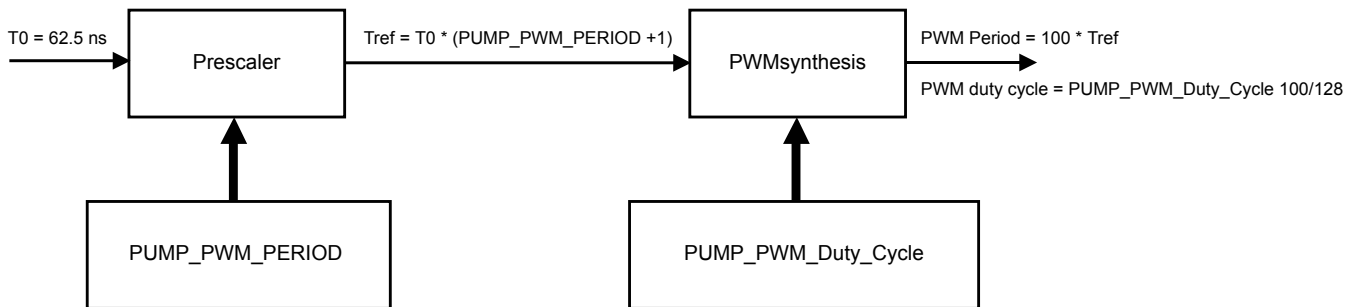 T0 = 62.5 ns
Prescaler
Tref = T0 * (PUMP_PWM_PERIOD +1)
PWMsynthesis
PWM Period = 100 * Tref
PWM duty cycle = PUMP_PWM_Duty_Cycle 100/128
PUMP_PWM_PERIOD
PUMP_PWM_Duty_Cycle